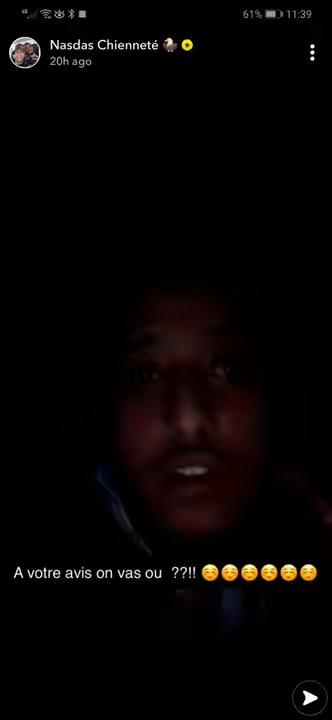 61% 11:39
Nasdas Chienneté
20h ago
A votre avis on vas ou ??!! ☺️☺️☺️☺️☺️☺️